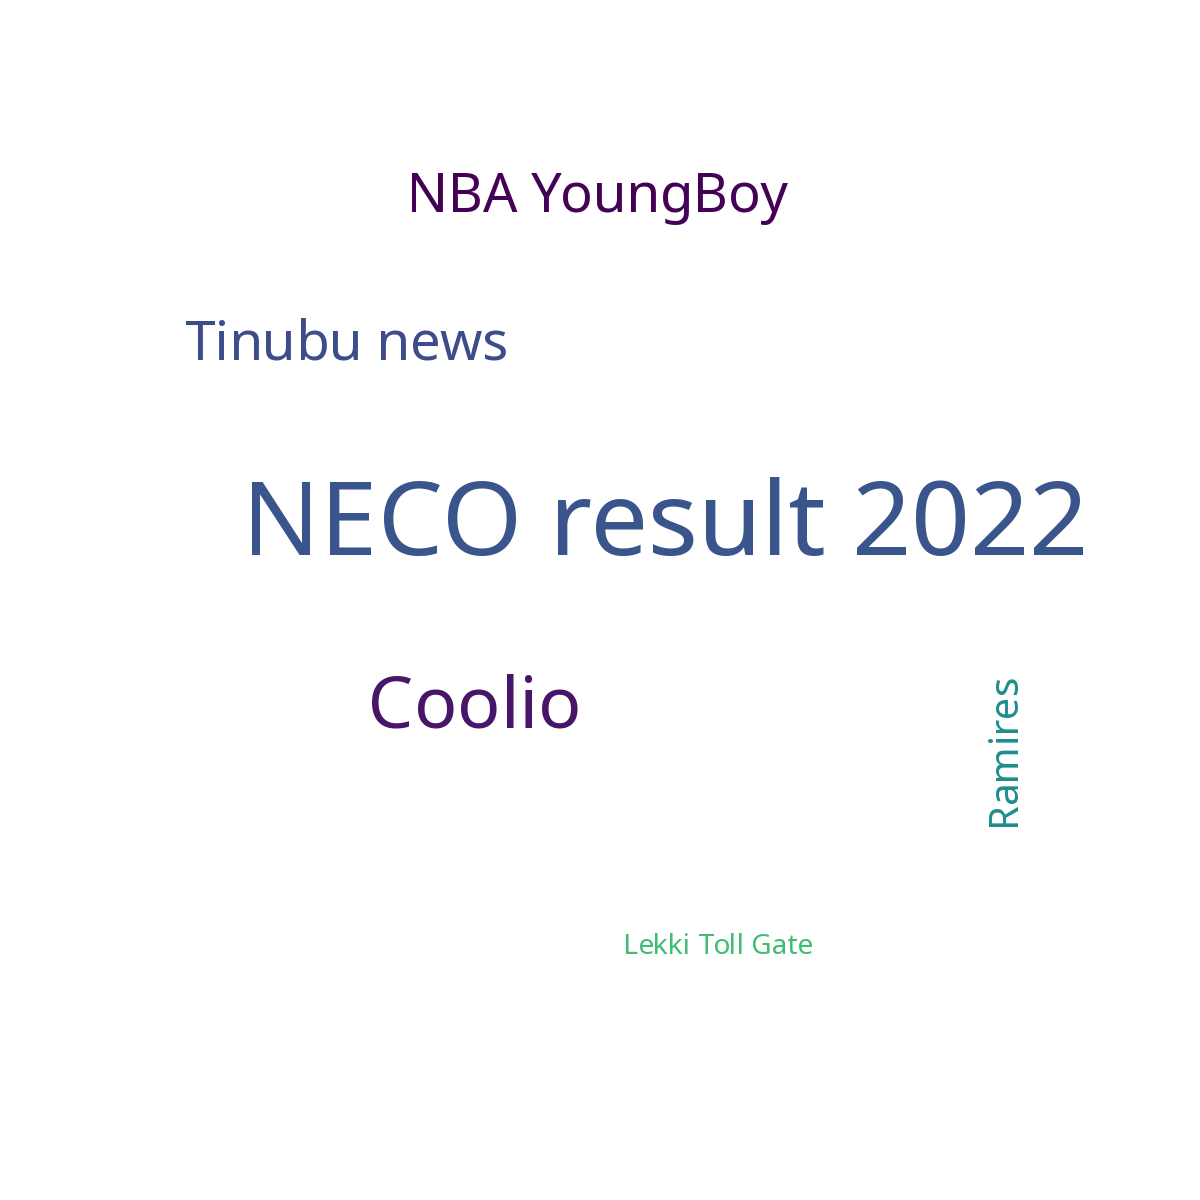 NBA YoungBoy
Tinubu news
NECO result 2022
Coolio
Ramires
Lekki Toll Gate